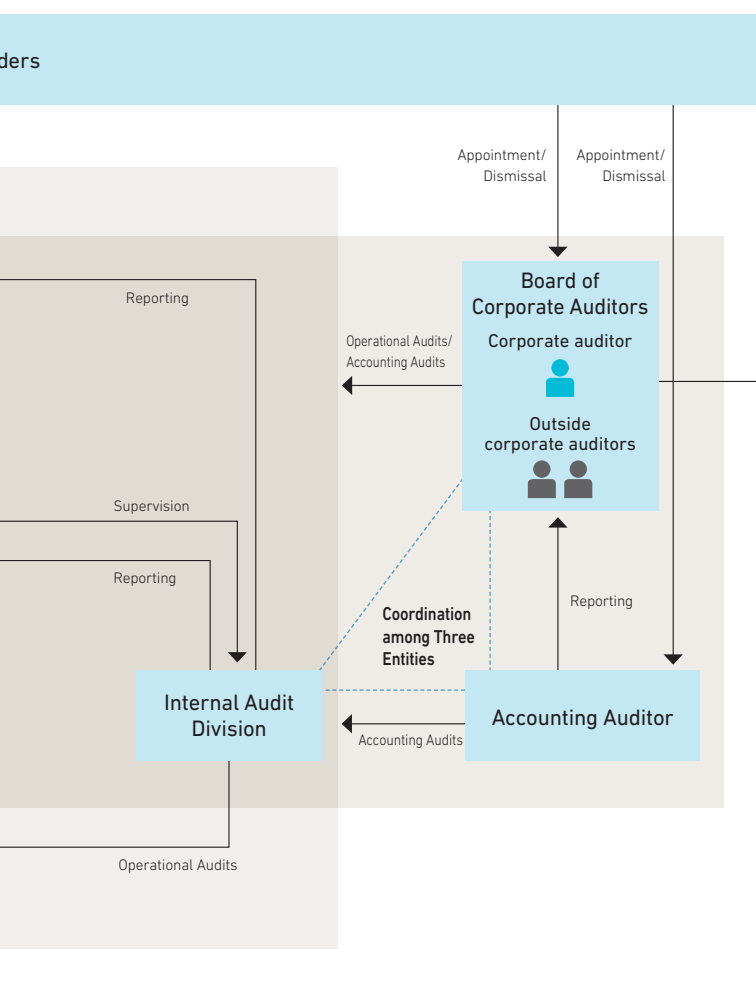 ders
Appointment/
Dismissal
Appointment/
Dismissal
Reporting
Board of
Corporate Auditors
Corporate auditor
Operational Audits/
Accounting Audits
Outside
corporate auditors
Supervision
Reporting
Reporting
Coordination
among Three
Entities
Internal Audit
Division
Accounting Auditor
Accounting Audits
Operational Audits